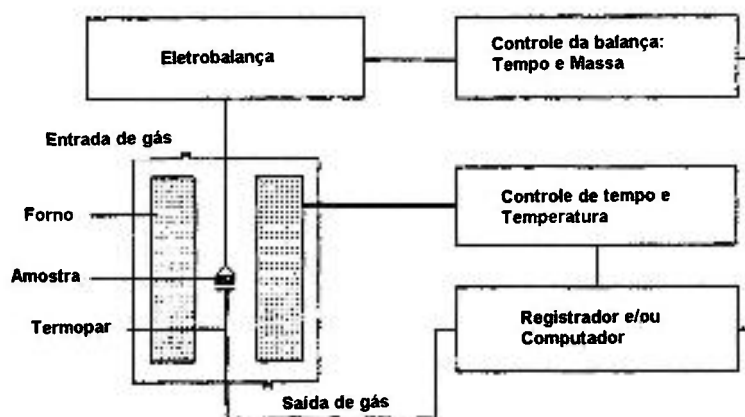 Eletrobalança
Controle da balança:
Tempo e Massa
Entrada de gás
Forno
Controle de tempo e
Temperatura
Amostra
Termopar
Registrador e/ou
Computador
Saída de gás